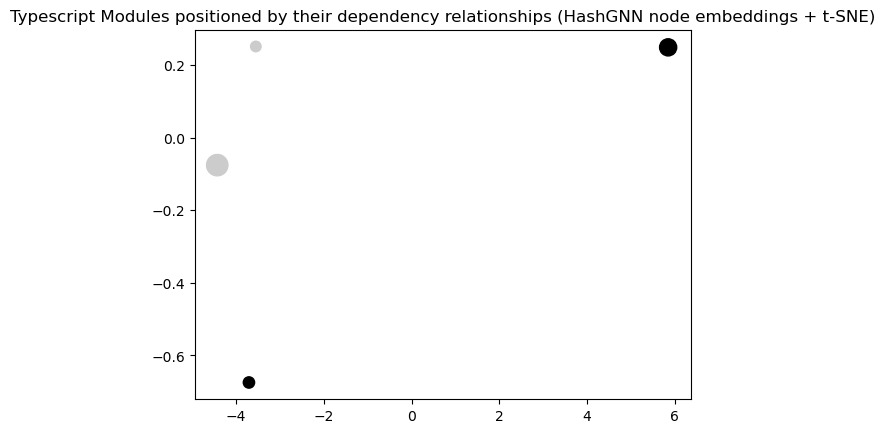 Typescript Modules positioned by their dependency relationships (HashGNN node embeddings + t-SNE)
0.2
0.0
−0.2
−0.4
−0.6
−4 −2 0 2 4 6